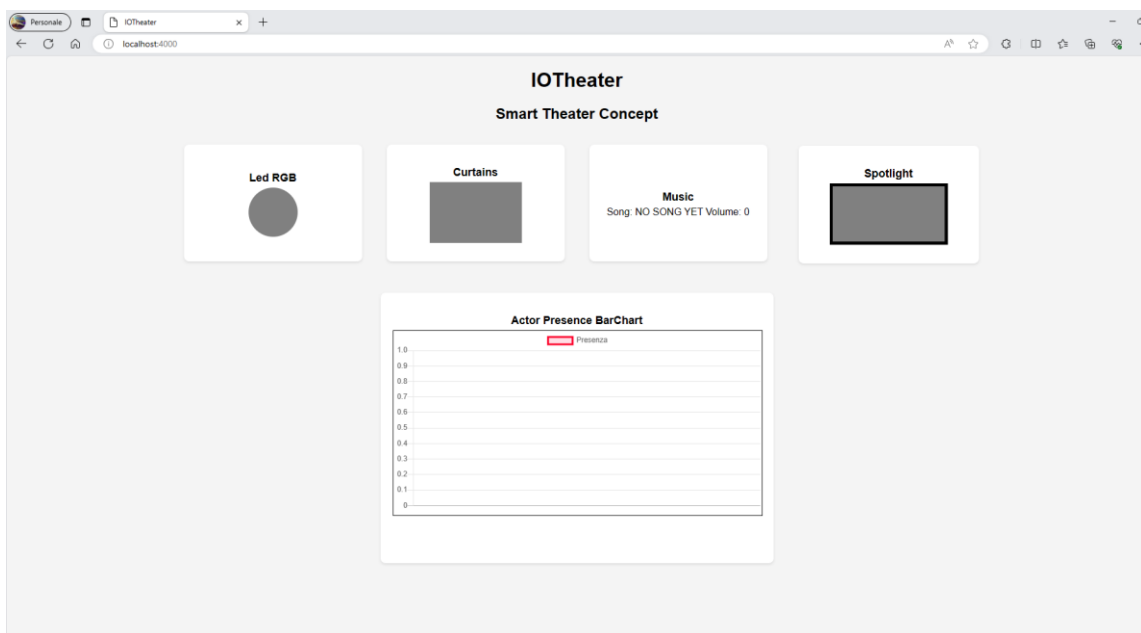 Personale
IOTheater
localhost:4000
IOTheater
Smart Theater Concept
Led RGB
Curtains
Music
Song: NO SONG YET Volume: 0
Spotlight
Actor Presence BarChart
Presenza
1.0
0.9
0.8
0.7
0.6
0.5
0.4
0.3
0.2
0.1
0